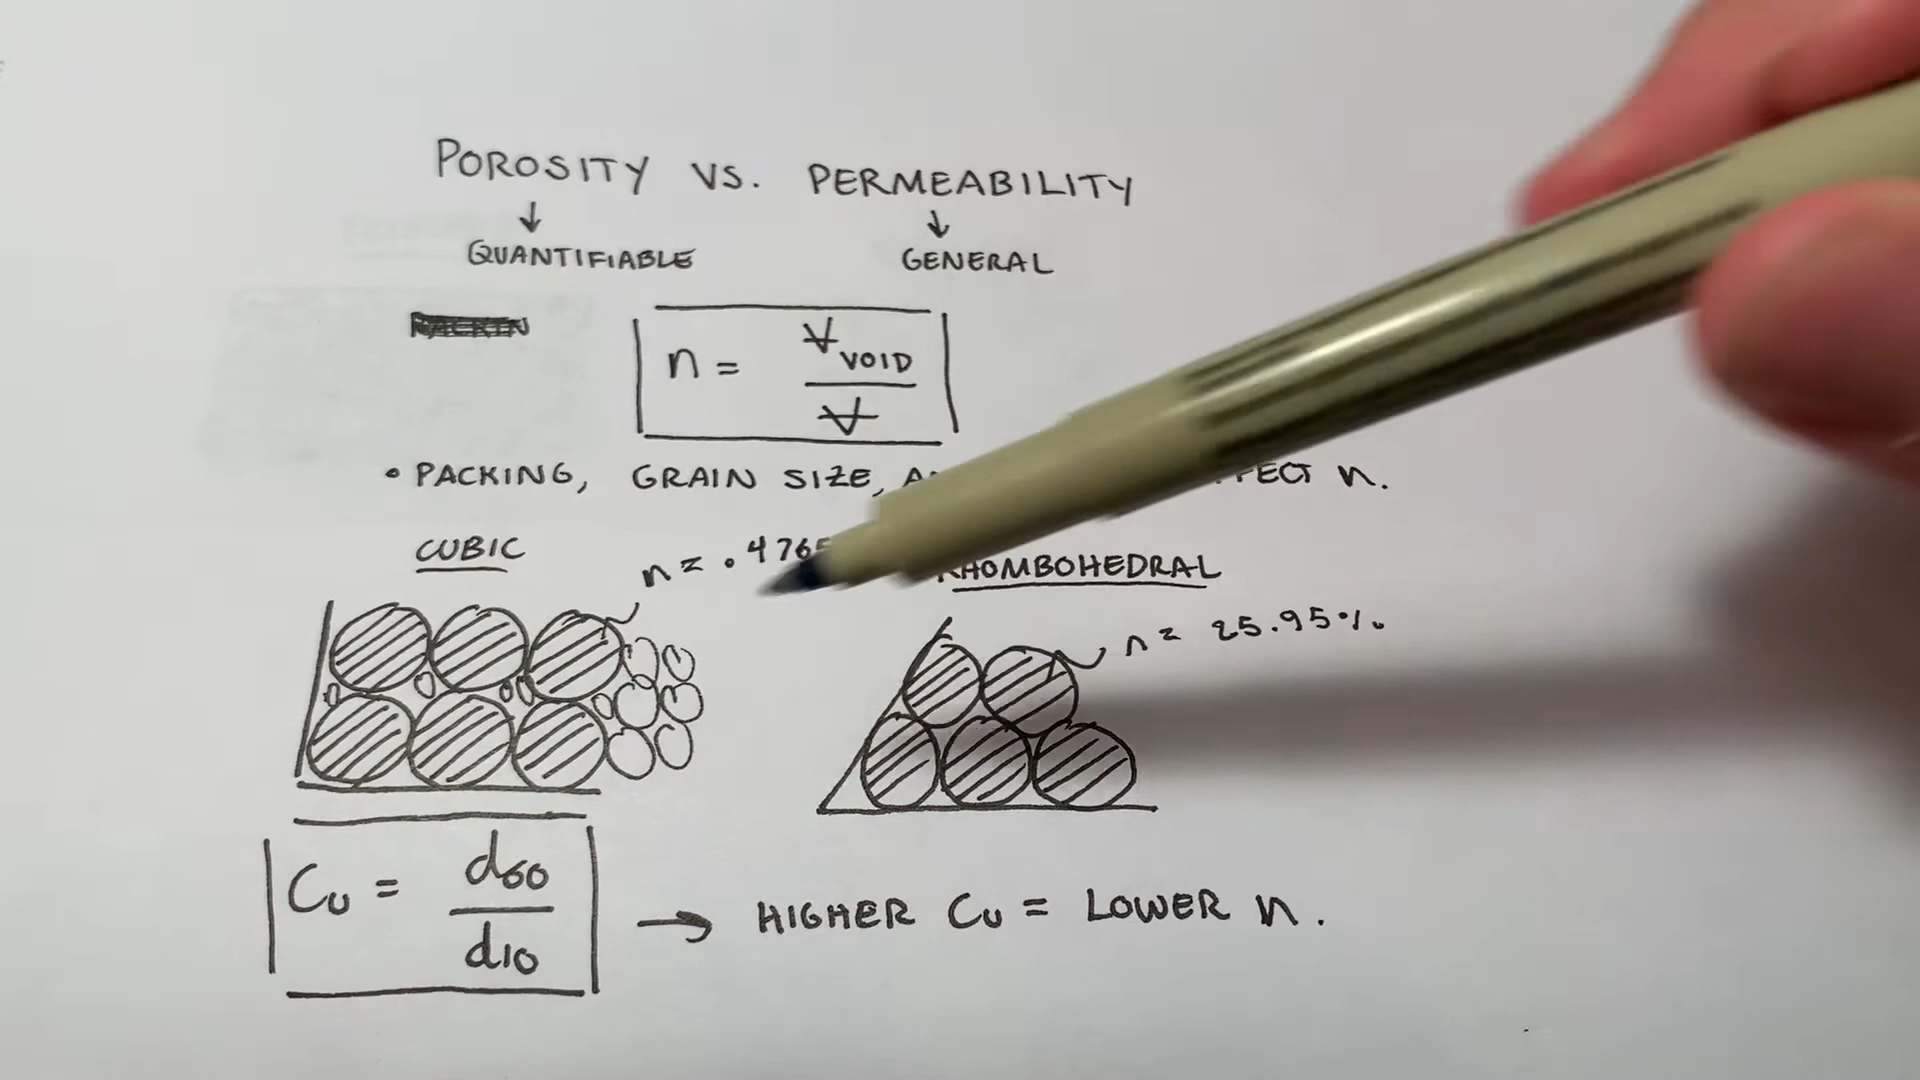 POROSITY VS. PERMEABILITY
↓ ↓
QUANTIFIABLE GENERAL
n = V VOID / V
• PACKING, GRAIN SIZE, n.
CUBIC
n = .476
RHOMBOHEDRAL
n = 25.95%
Cu = d60 / d10 → HIGHER Cu = LOWER n.